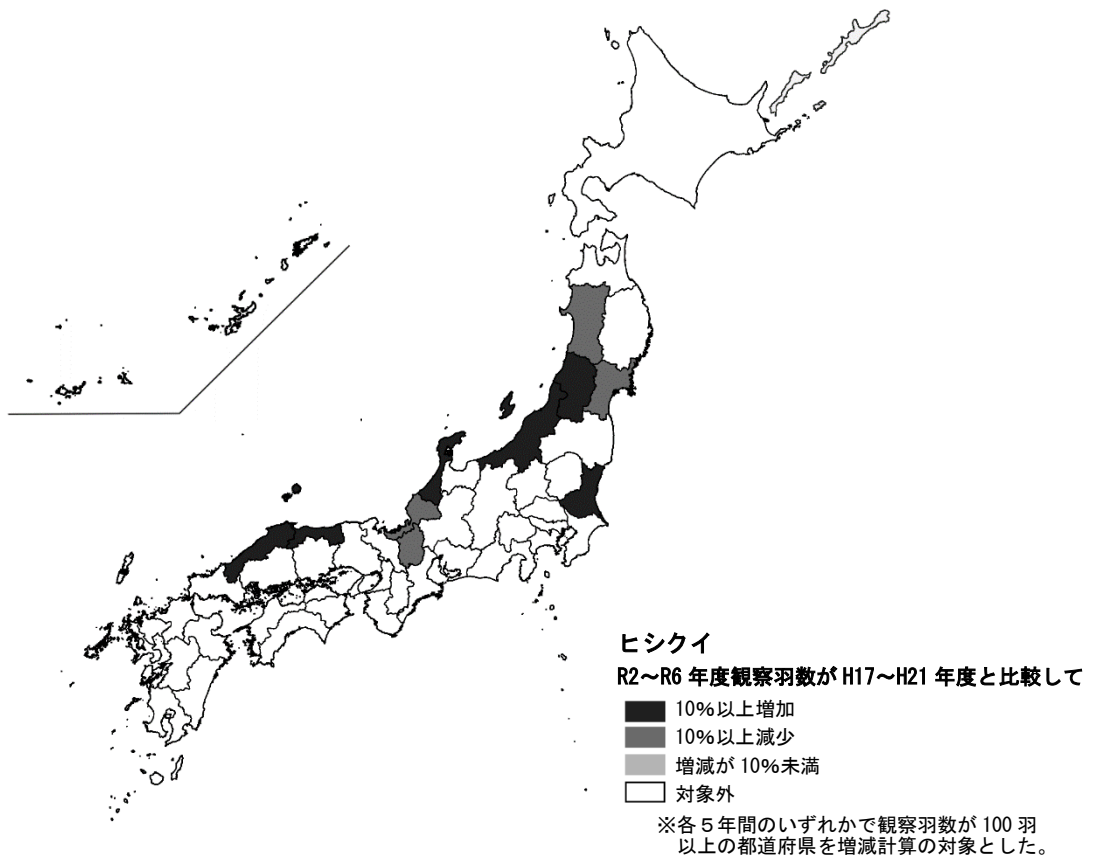 ヒシクイ
R2～R6 年度観察羽数が H17～H21 年度と比較して
10%以上増加
10%以上減少
増減が 10%未満
対象外
※各５年間のいずれかで観察羽数が 100 羽
以上の都道府県を増減計算の対象とした。